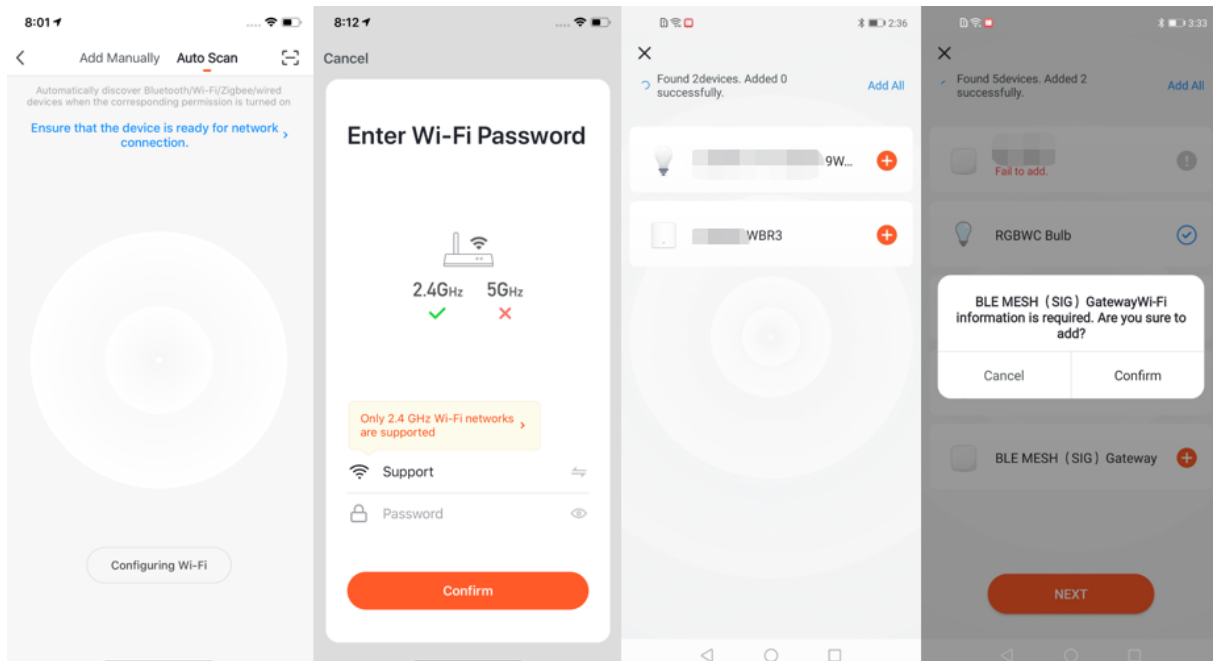 8:01
Add Manually Auto Scan
Automatically discover Bluetooth/Wi-Fi/Zigbee/wired
devices when the corresponding permission is turned on
Ensure that the device is ready for network
connection.
Configuring Wi-Fi
8:12
Cancel
Enter Wi-Fi Password
2.4GHz 5GHz
Only 2.4 GHz Wi-Fi networks
are supported
Support
Password
Confirm
2:36
Found 2devices. Added 0
successfully.
Add All
9W...
WBR3
3:33
Found 5devices. Added 2
successfully.
Add All
Fail to add.
RGBWC Bulb
BLE MESH（SIG）GatewayWi-Fi
information is required. Are you sure to
add?
Cancel Confirm
BLE MESH（SIG）Gateway
NEXT